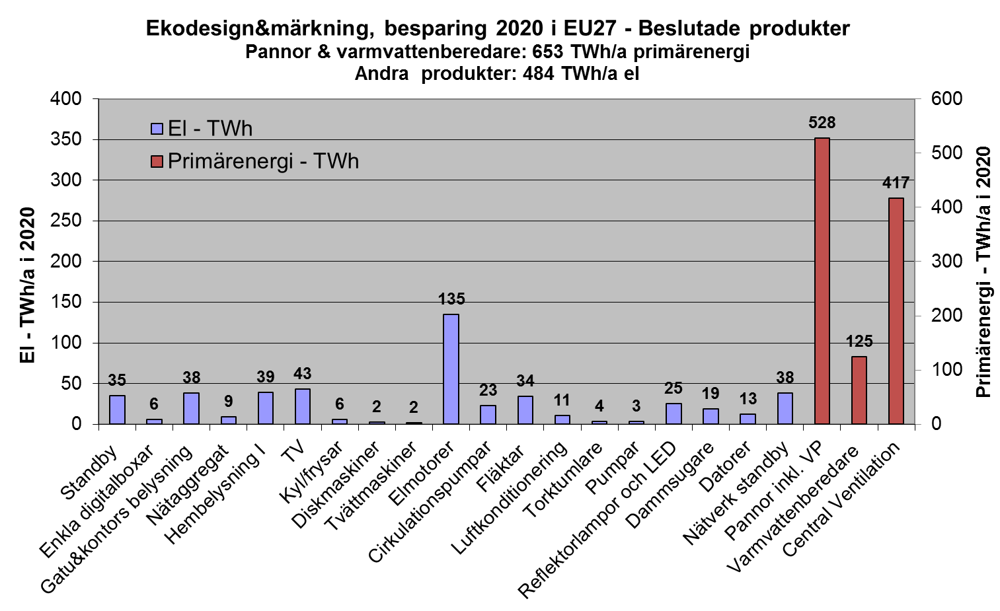 Ekodesign&märkning, besparing 2020 i EU27 - Beslutade produkter
Pannor & varmvattenberedare: 653 TWh/a primärenergi
Andra produkter: 484 TWh/a el
El - TWh
Primärenergi - TWh
El - TWh/a i 2020
400
350
300
250
200
150
100
50
0
Primärenergi - TWh/a i 2020
600
500
400
300
200
100
0
35
6
38
9
39
43
6
2
2
135
23
34
11
4
3
25
19
13
38
528
125
417
Standby
Enkla digitalboxar
Gatu&kontors belysning
Nätaggregat
Hembelysning I
TV
Kyl/frysar
Diskmaskiner
Tvättmaskiner
Elmotorer
Cirkulationspumpar
Fläktar
Luftkonditionering
Torktumlare
Pumpar
Reflektorlampor och LED
Dammsugare
Datorer
Nätverk standby
Pannor inkl. VP
Varmvattenberedare
Central Ventilation